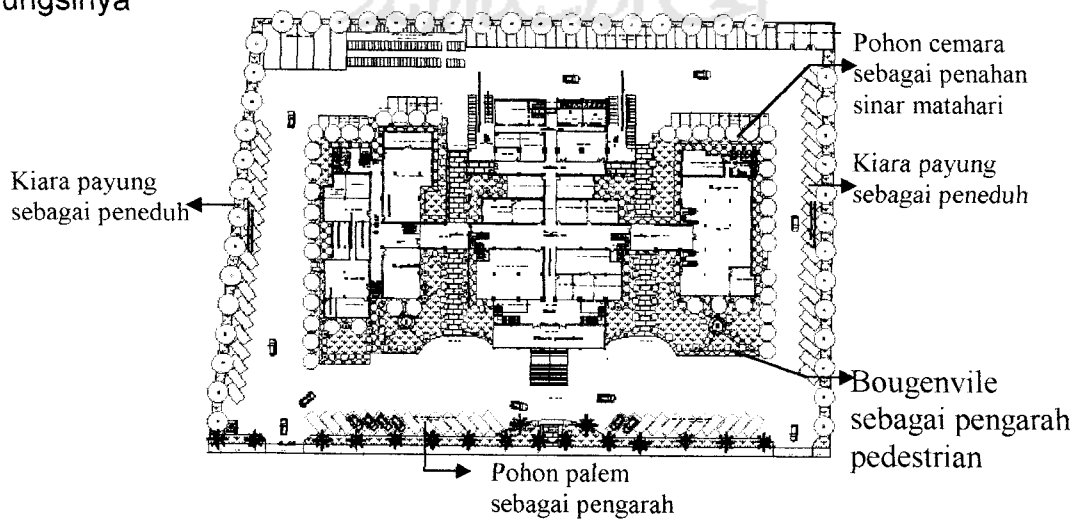 ungsinya
Pohon cemara
sebagai penahan
sinar matahari
Kiara payung
sebagai peneduh
Kiara payung
sebagai peneduh
Bougenvile
sebagai pengarah
pedestrian
Pohon palem
sebagai pengarah